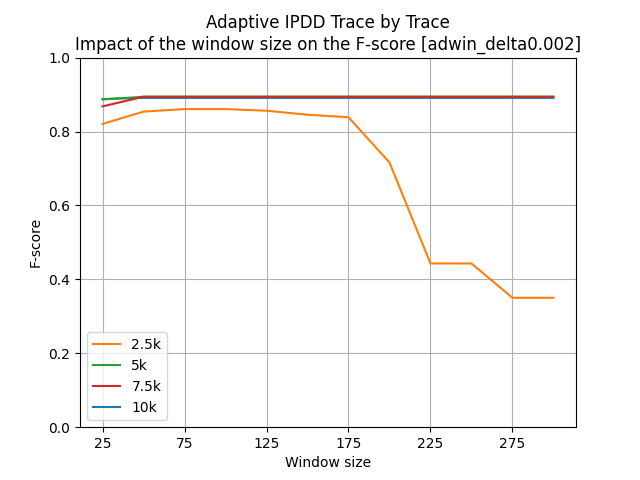 Adaptive IPDD Trace by Trace
Impact of the window size on the F-score [adwin_delta0.002]
1.0
0.8
0.6
0.4
0.2
0.0
F-score
2.5k
5k
7.5k
10k
25 75 125 175 225 275
Window size